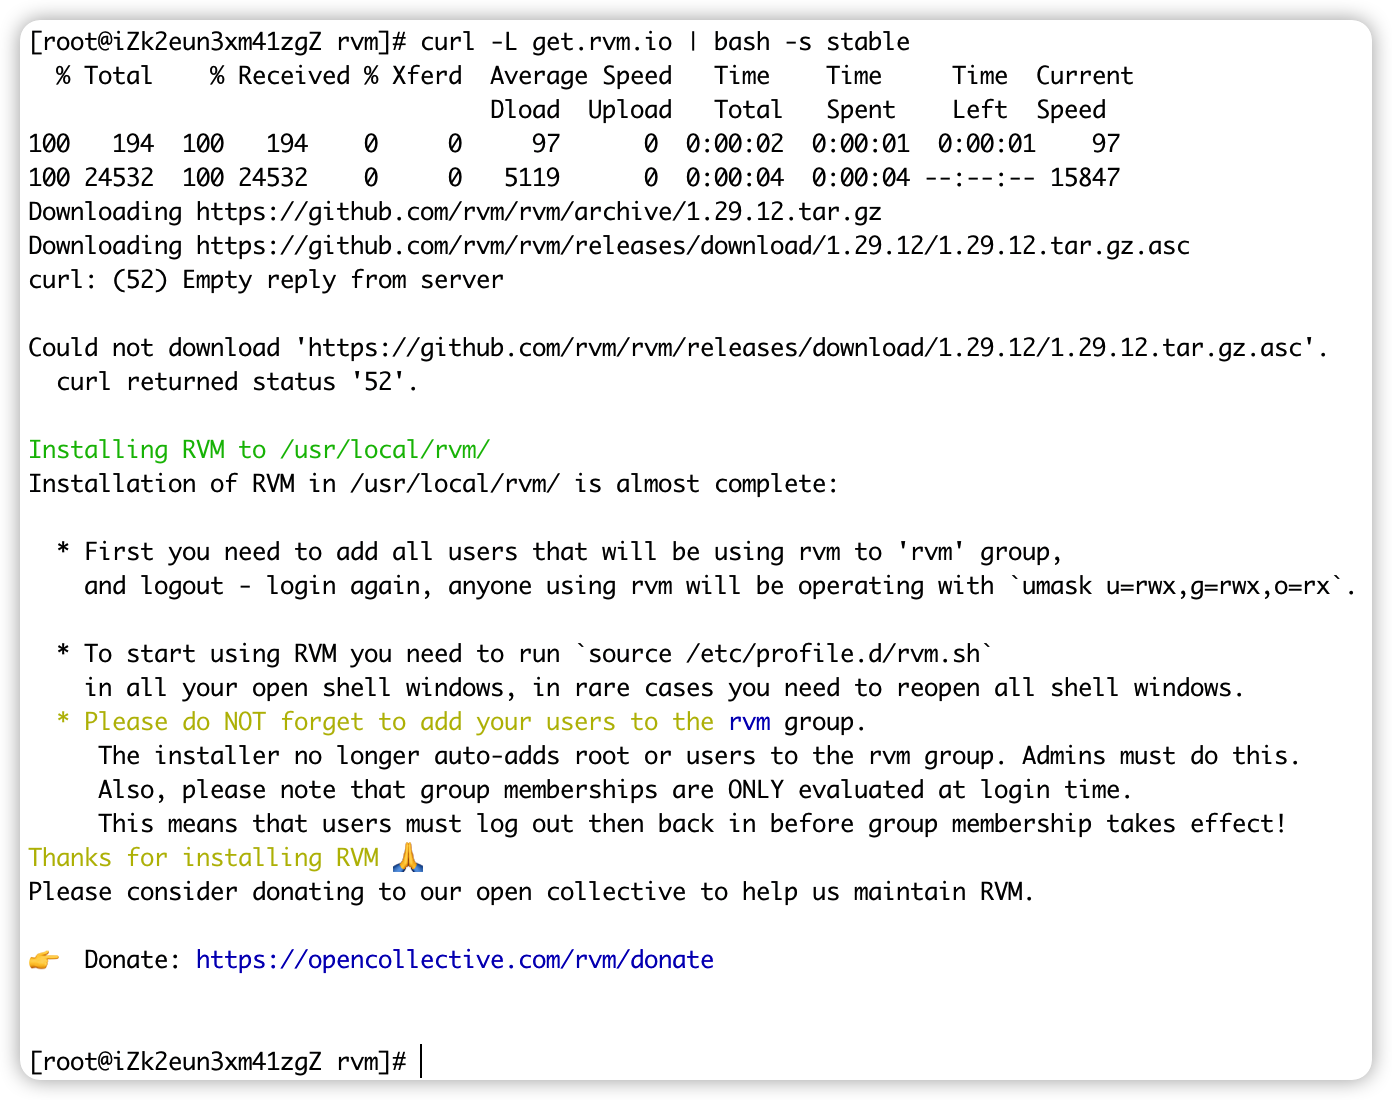 [root@iZk2eun3xm41zgZ rvm]# curl -L get.rvm.io | bash -s stable
  % Total    % Received % Xferd  Average Speed   Time    Time     Time  Current
                                 Dload  Upload   Total   Spent    Left  Speed
100   194  100   194    0     0     97      0  0:00:02  0:00:01  0:00:01    97
100 24532  100 24532    0     0   5119      0  0:00:04  0:00:04 --:--:-- 15847
Downloading https://github.com/rvm/rvm/archive/1.29.12.tar.gz
Downloading https://github.com/rvm/rvm/releases/download/1.29.12/1.29.12.tar.gz.asc
curl: (52) Empty reply from server

Could not download 'https://github.com/rvm/rvm/releases/download/1.29.12/1.29.12.tar.gz.asc'.
  curl returned status '52'.

Installing RVM to /usr/local/rvm/
Installation of RVM in /usr/local/rvm/ is almost complete:

  * First you need to add all users that will be using rvm to 'rvm' group,
    and logout - login again, anyone using rvm will be operating with `umask u=rwx,g=rwx,o=rx`.

  * To start using RVM you need to run `source /etc/profile.d/rvm.sh`
    in all your open shell windows, in rare cases you need to reopen all shell windows.
  * Please do NOT forget to add your users to the rvm group.
     The installer no longer auto-adds root or users to the rvm group. Admins must do this.
     Also, please note that group memberships are ONLY evaluated at login time.
     This means that users must log out then back in before group membership takes effect!
Thanks for installing RVM 🙏
Please consider donating to our open collective to help us maintain RVM.

👉  Donate: https://opencollective.com/rvm/donate

[root@iZk2eun3xm41zgZ rvm]#